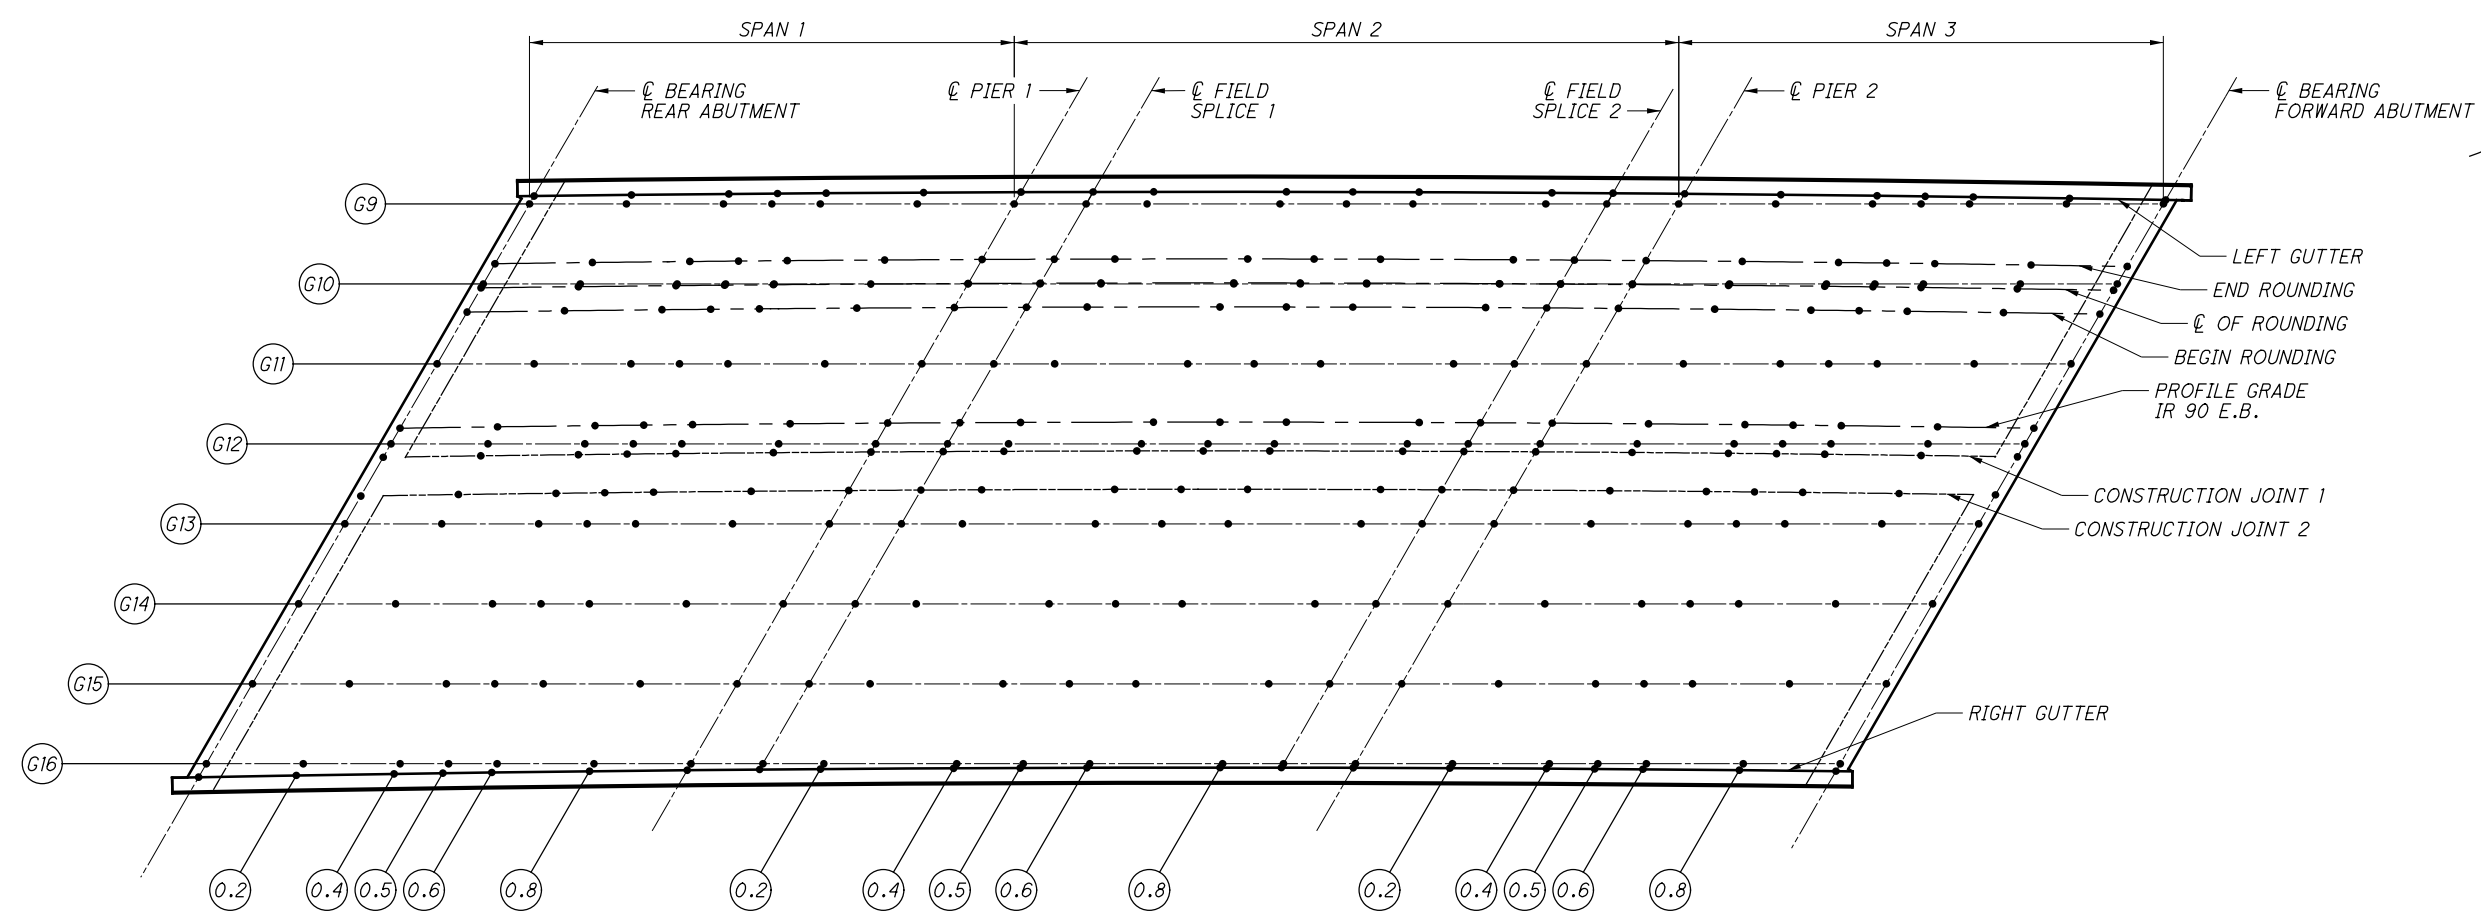 SPAN 1
SPAN 2
SPAN 3
℄ BEARING
REAR ABUTMENT
℄ PIER 1
℄ FIELD
SPLICE 1
℄ FIELD
SPLICE 2
℄ PIER 2
℄ BEARING
FORWARD ABUTMENT
G9
LEFT GUTTER
G10
END ROUNDING
℄ OF ROUNDING
BEGIN ROUNDING
G11
PROFILE GRADE
IR 90 E.B.
G12
CONSTRUCTION JOINT 1
G13
CONSTRUCTION JOINT 2
G14
G15
RIGHT GUTTER
G16
0.2
0.4
0.5
0.6
0.8
0.2
0.4
0.5
0.6
0.8
0.2
0.4
0.5
0.6
0.8